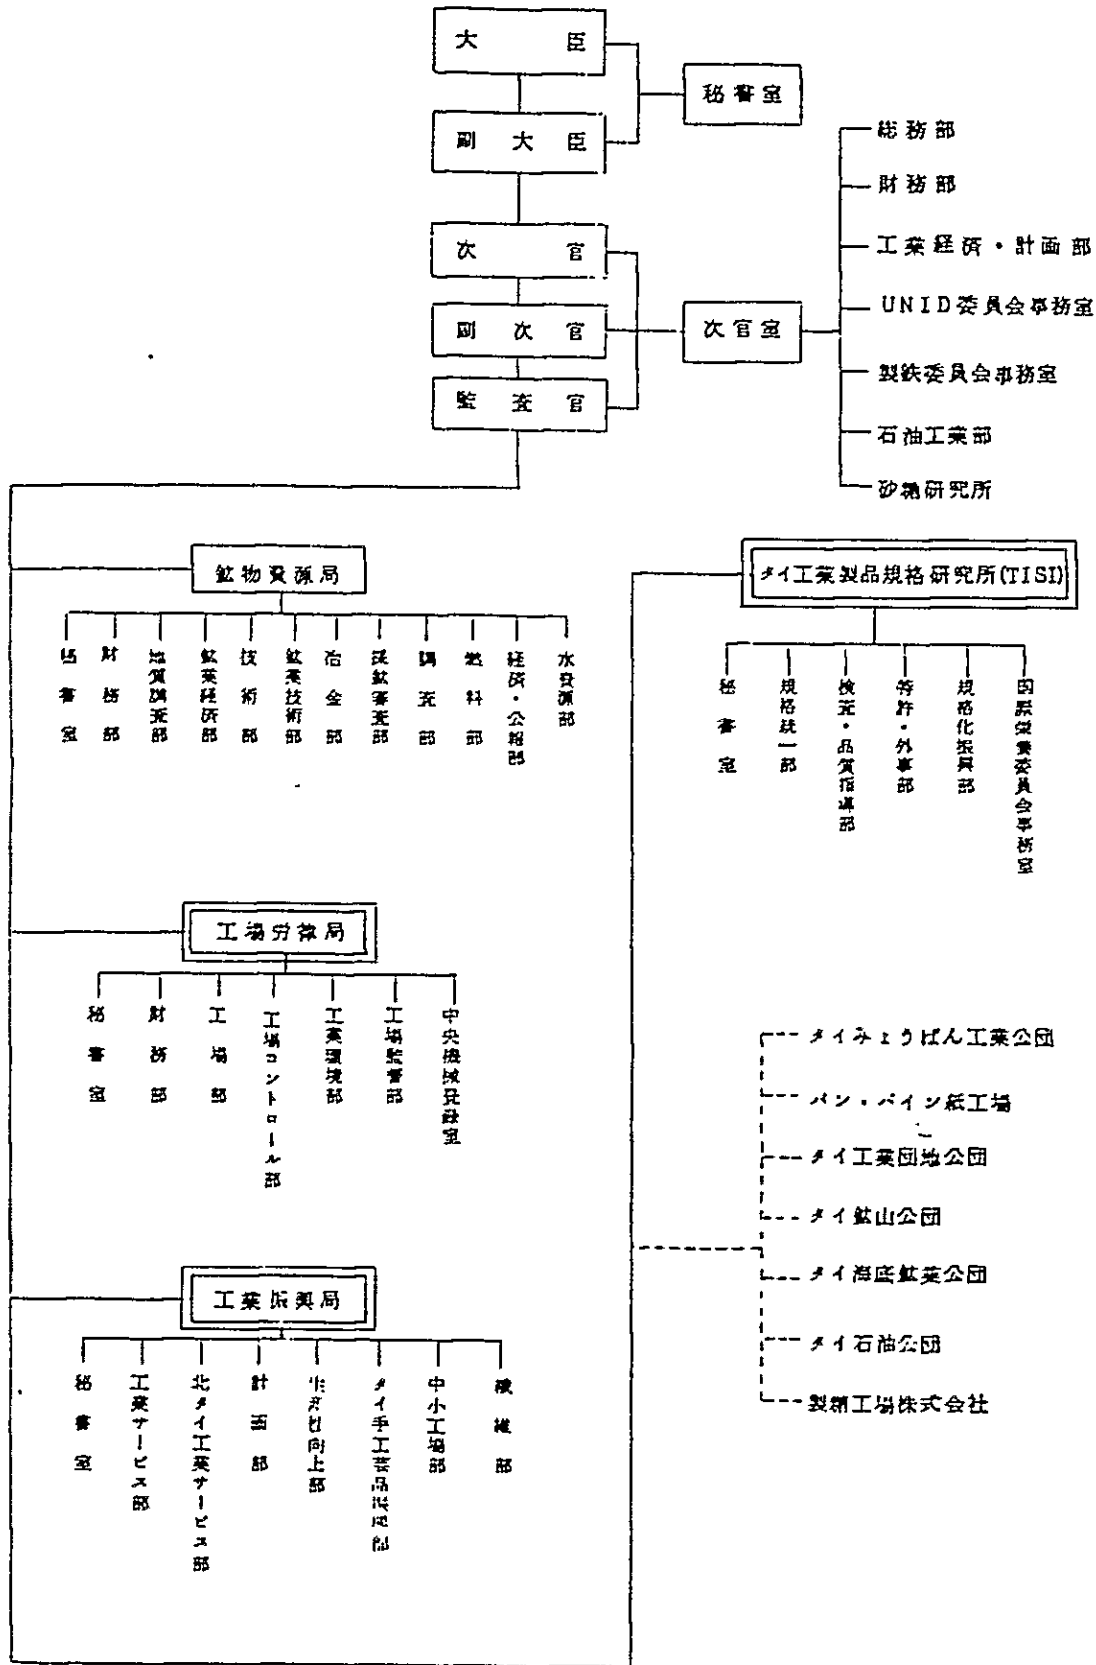 大臣
秘書室
副大臣
総務部
財務部
次官
工業経済・計画部
UNID委員会事務室
副次官
次官室
製鉄委員会事務室
監査官
石油工業部
砂糖研究所
鉱物資源局
秘書室
財務部
地質調査部
鉱業経済部
技術部
鉱業技術部
冶金部
採鉱審査部
調査部
燃料部
経済・公報部
水資源部
タイ工業製品規格研究所(TISI)
秘書室
規格統一部
検査・品質指導部
特許・外事部
規格化振興部
国際栄養委員会事務室
工場労働局
秘書室
財務部
工場部
工場コントロール部
工業環境部
工場監督部
中央機械登録室
タイみょうばん工業公団
バン・パイン紙工場
タイ工業団地公団
タイ鉱山公団
タイ海底鉱業公団
タイ石油公団
製糖工場株式会社
工業振興局
秘書室
工業サービス部
北タイ工業サービス部
計画部
生産性向上部
タイ手工芸品振興部
中小工場部
繊維部